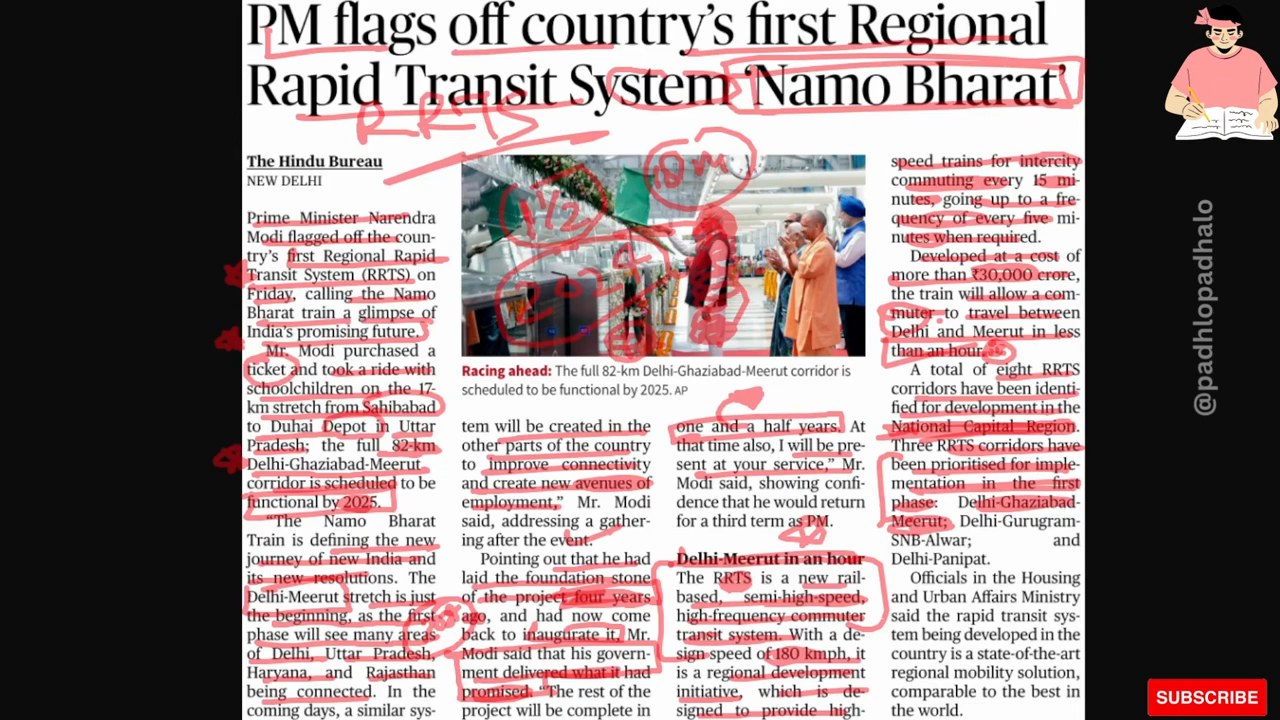 PM flags off country's first Regional
Rapid Transit System 'Namo Bharat'
RRTS
The Hindu Bureau
NEW DELHI
Prime Minister Narendra
Modi flagged off the coun-
try's first Regional Rapid
Transit System (RRTS) on
Friday, calling the Namo
Bharat train a glimpse of
India's promising future.
Mr. Modi purchased a
ticket and took a ride with
schoolchildren on the 17-
km stretch from Sahibabad
to Duhai Depot in Uttar
Pradesh; the full 82-km
Delhi-Ghaziabad-Meerut
corridor is scheduled to be
functional by 2025.
"The Namo Bharat
Train is defining the new
journey of new India and
its new resolutions. The
Delhi-Meerut stretch is just
the beginning, as the first
phase will see many areas
of Delhi, Uttar Pradesh,
Haryana, and Rajasthan
being connected. In the
coming days, a similar sys-
18 M
1 1/2
Racing ahead: The full 82-km Delhi-Ghaziabad-Meerut corridor is
scheduled to be functional by 2025. AP
tem will be created in the
other parts of the country
to improve connectivity
and create new avenues of
employment," Mr. Modi
said, addressing a gather-
ing after the event.
Pointing out that he had
laid the foundation stone
of the project four years
ago, and had now come
back to inaugurate it, Mr.
Modi said that his govern-
ment delivered what it had
promised. "The rest of the
project will be complete in
one and a half years. At
that time also, I will be pre-
sent at your service," Mr.
Modi said, showing confi-
dence that he would return
for a third term as PM.
Delhi-Meerut in an hour
The RRTS is a new rail-
based, semi-high-speed,
high-frequency commuter
transit system. With a de-
sign speed of 180 kmph, it
is a regional development
initiative, which is de-
signed to provide high-
speed trains for intercity
commuting every 15 mi-
nutes, going up to a fre-
quency of every five mi-
nutes when required.
Developed at a cost of
more than ₹30,000 crore,
the train will allow a com-
muter to travel between
Delhi and Meerut in less
than an hour.
A total of eight RRTS
corridors have been identi-
fied for development in the
National Capital Region.
Three RRTS corridors have
been prioritised for imple-
mentation in the first
phase: Delhi-Ghaziabad-
Meerut; Delhi-Gurugram-
SNB-Alwar; and
Delhi-Panipat.
Officials in the Housing
and Urban Affairs Ministry
said the rapid transit sys-
tem being developed in the
country is a state-of-the-art
regional mobility solution,
comparable to the best in
the world.
@padhlopadhalo
SUBSCRIBE